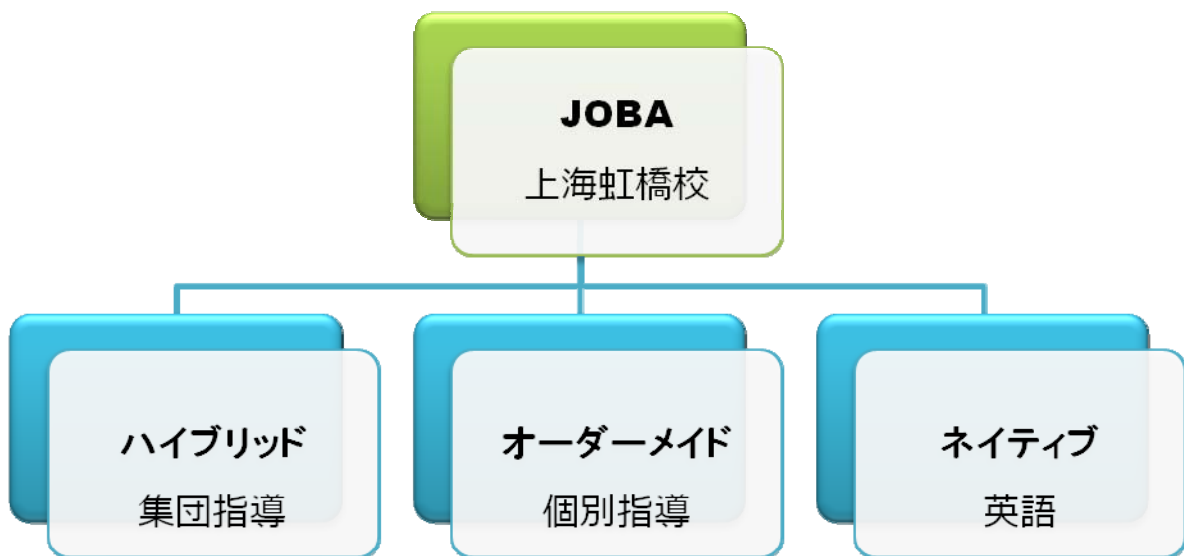 JOBA
上海虹橋校
ハイブリッド
集団指導
オーダーメイド
個別指導
ネイティブ
英語